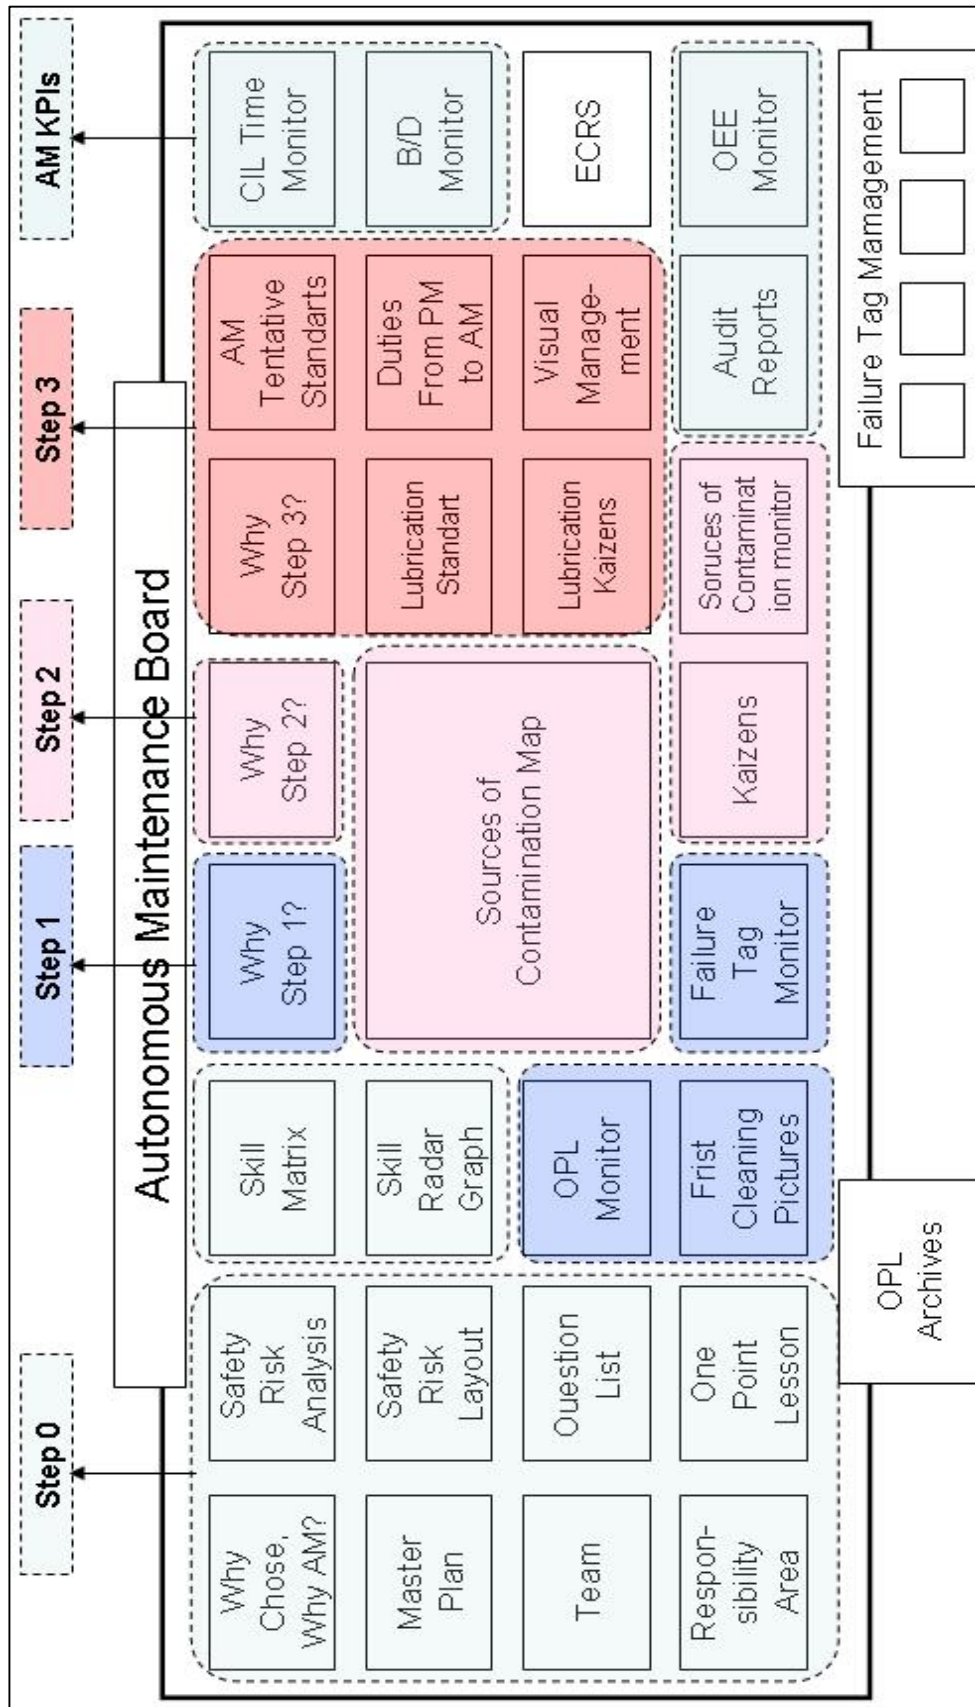 Step 0
Step 1
Step 2
Step 3
AM KPIs
Autonomous Maintenance Board
Why
Chose,
Why AM?
Safety
Risk
Analysis
Skill
Matrix
Why
Step 1?
Why
Step 2?
Why
Step 3?
AM
Tentative
Standarts
CIL Time
Monitor
Master
Plan
Safety
Risk
Layout
Skill
Radar
Graph
Sources of
Contamination Map
Lubrication
Standart
Duties
From PM
to AM
B/D
Monitor
Team
Ouestion
List
OPL
Monitor
Lubrication
Kaizens
Visual
Manage-
ment
ECRS
Respon-
sibility
Area
One
Point
Lesson
Frist
Cleaning
Pictures
Failure
Tag
Monitor
Kaizens
Soruces of
Contaminat
ion monitor
Audit
Reports
OEE
Monitor
OPL
Archives
Failure Tag Mamagement